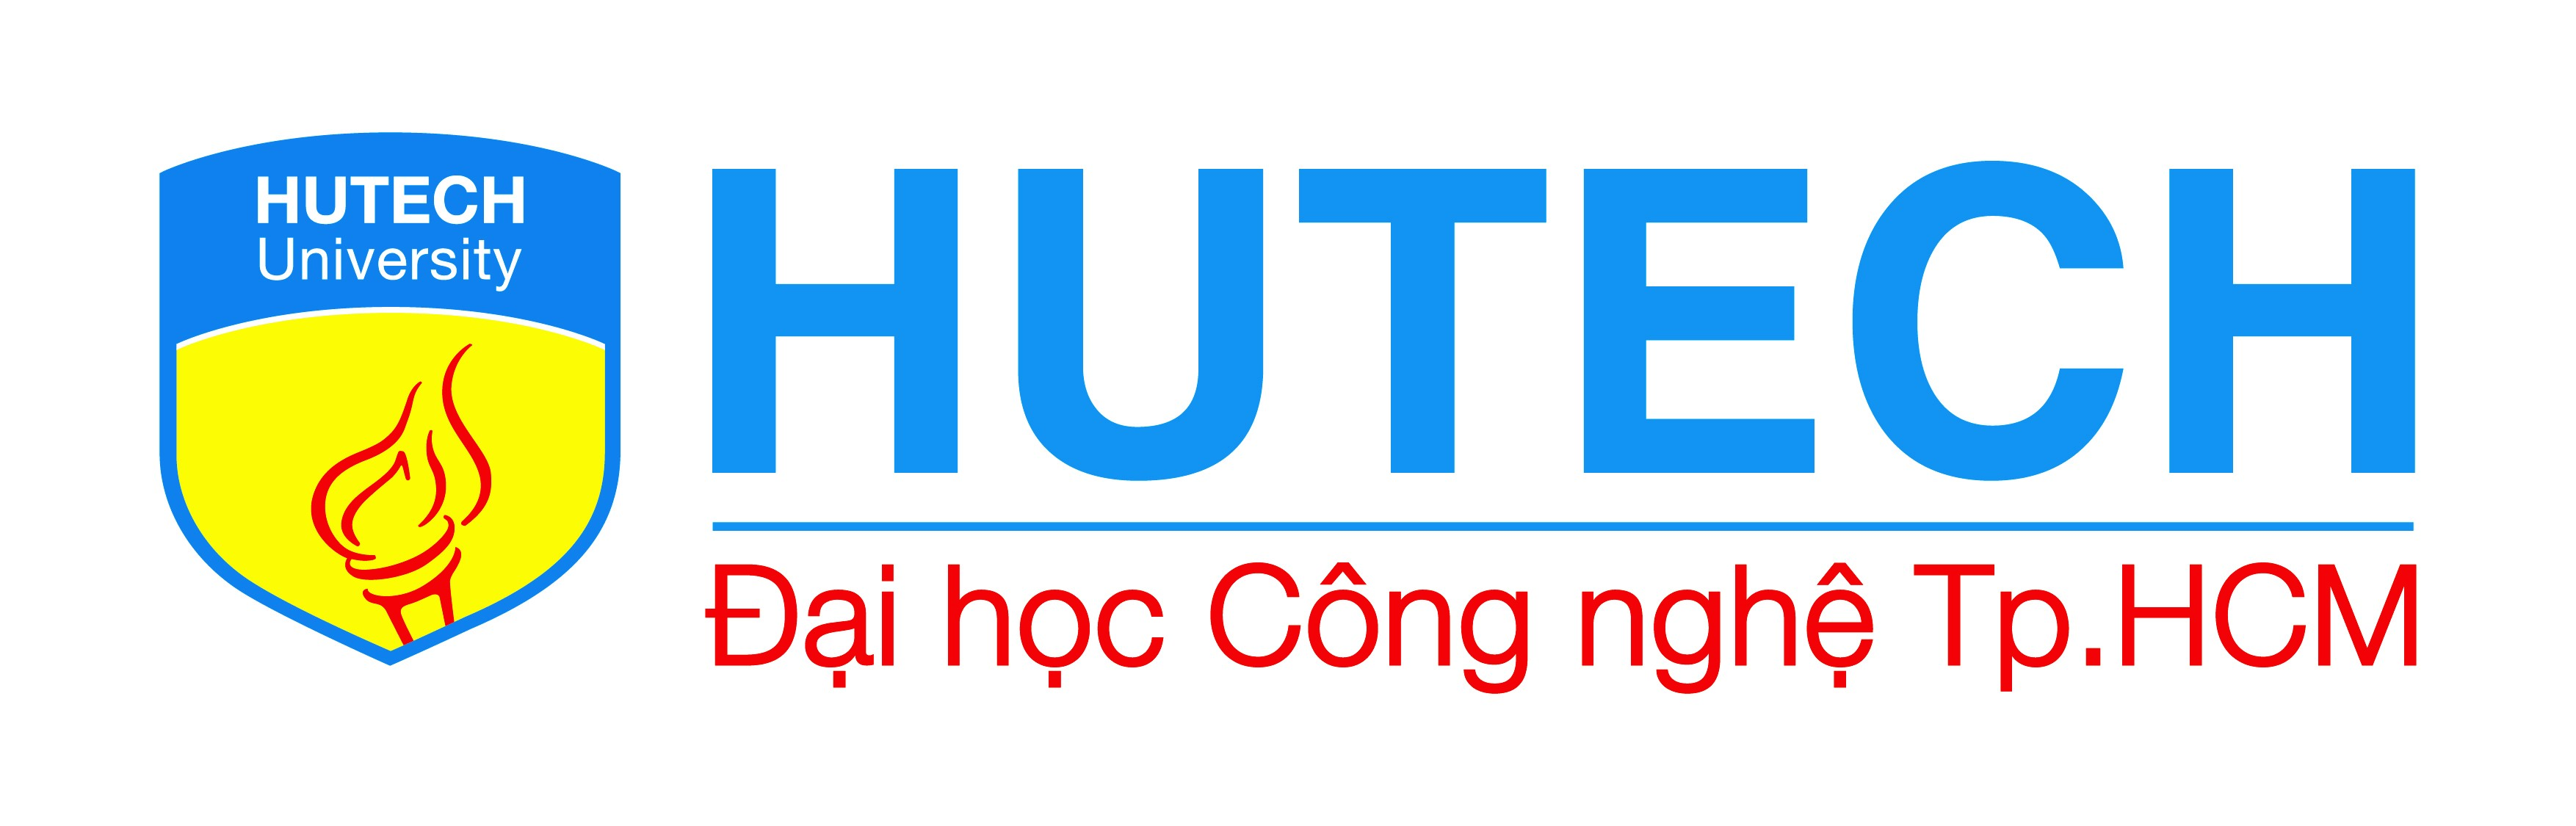 HUTECH
University
HUTECH
Đại học Công nghệ Tp.HCM